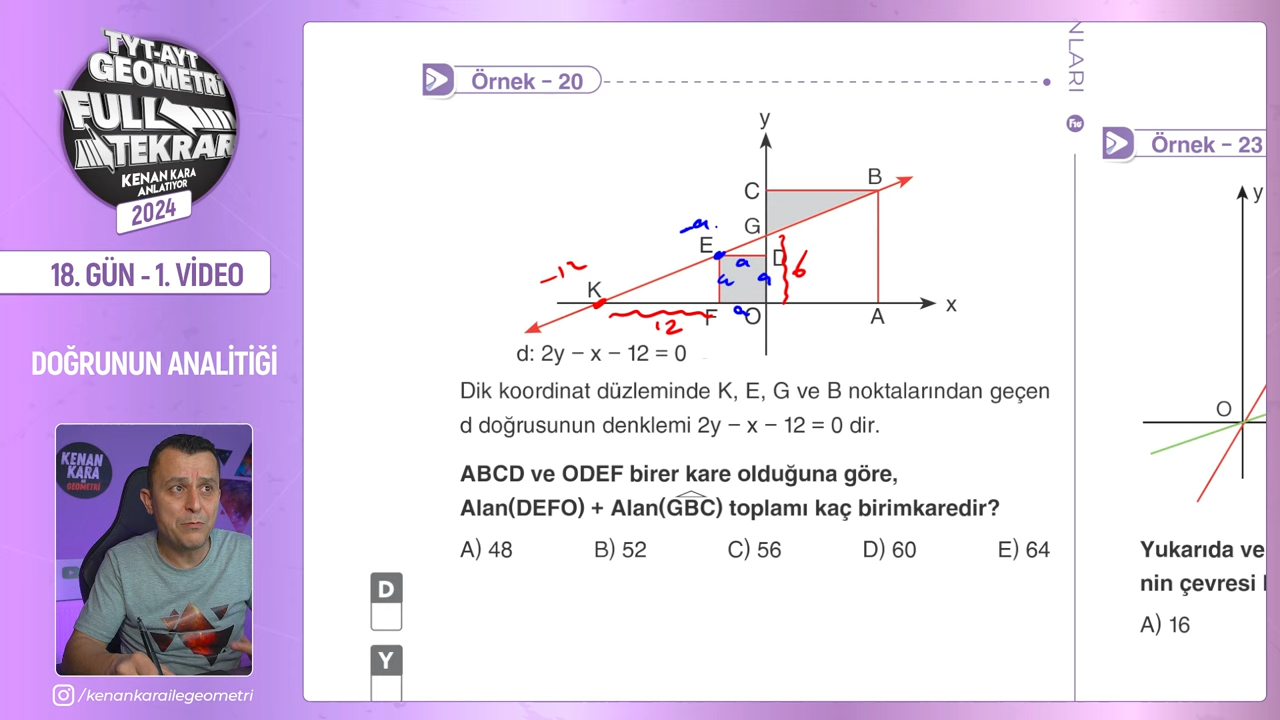 TYT-AYT
GEOMETRİ
FULL
TEKRAR
KENAN KARA
ANLATIYOR
2024
18. GÜN - 1. VİDEO
DOĞRUNUN ANALİTİĞİ
KENAN
KARA
GEOMETRİ
/kenankarailegeometri
Örnek – 20
y
C
B
G
-a.
E
D
6
a
a
a
-12
K
F
a
O
A
x
12
d: 2y – x – 12 = 0
Dik koordinat düzleminde K, E, G ve B noktalarından geçen
d doğrusunun denklemi 2y – x – 12 = 0 dir.
ABCD ve ODEF birer kare olduğuna göre,
Alan(DEFO) + Alan(GBC) toplamı kaç birimkaredir?
A) 48 B) 52 C) 56 D) 60 E) 64
D
Y
NLARI
Örnek – 23
y
O
Yukarıda ve
nin çevresi
A) 16